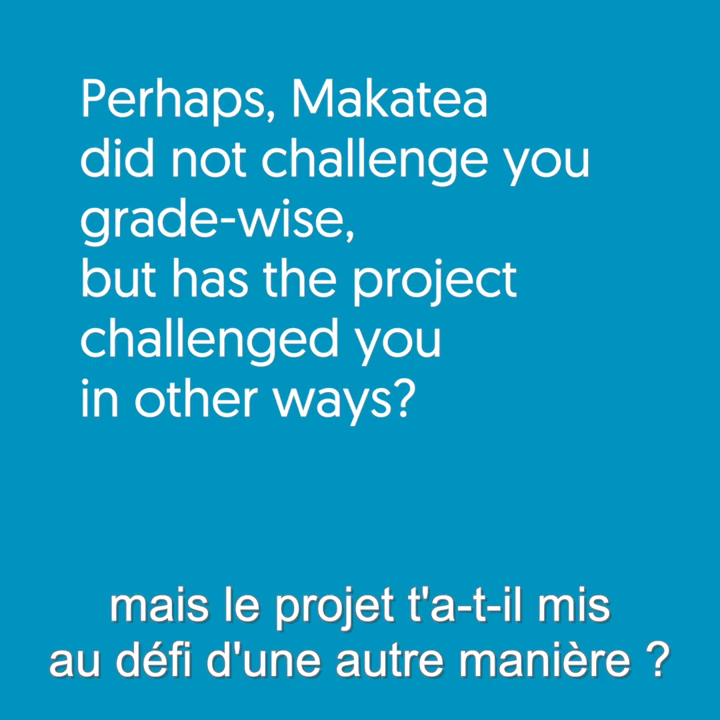 Perhaps, Makatea
did not challenge you
grade-wise,
but has the project
challenged you
in other ways?
mais le projet t'a-t-il mis
au défi d'une autre manière ?